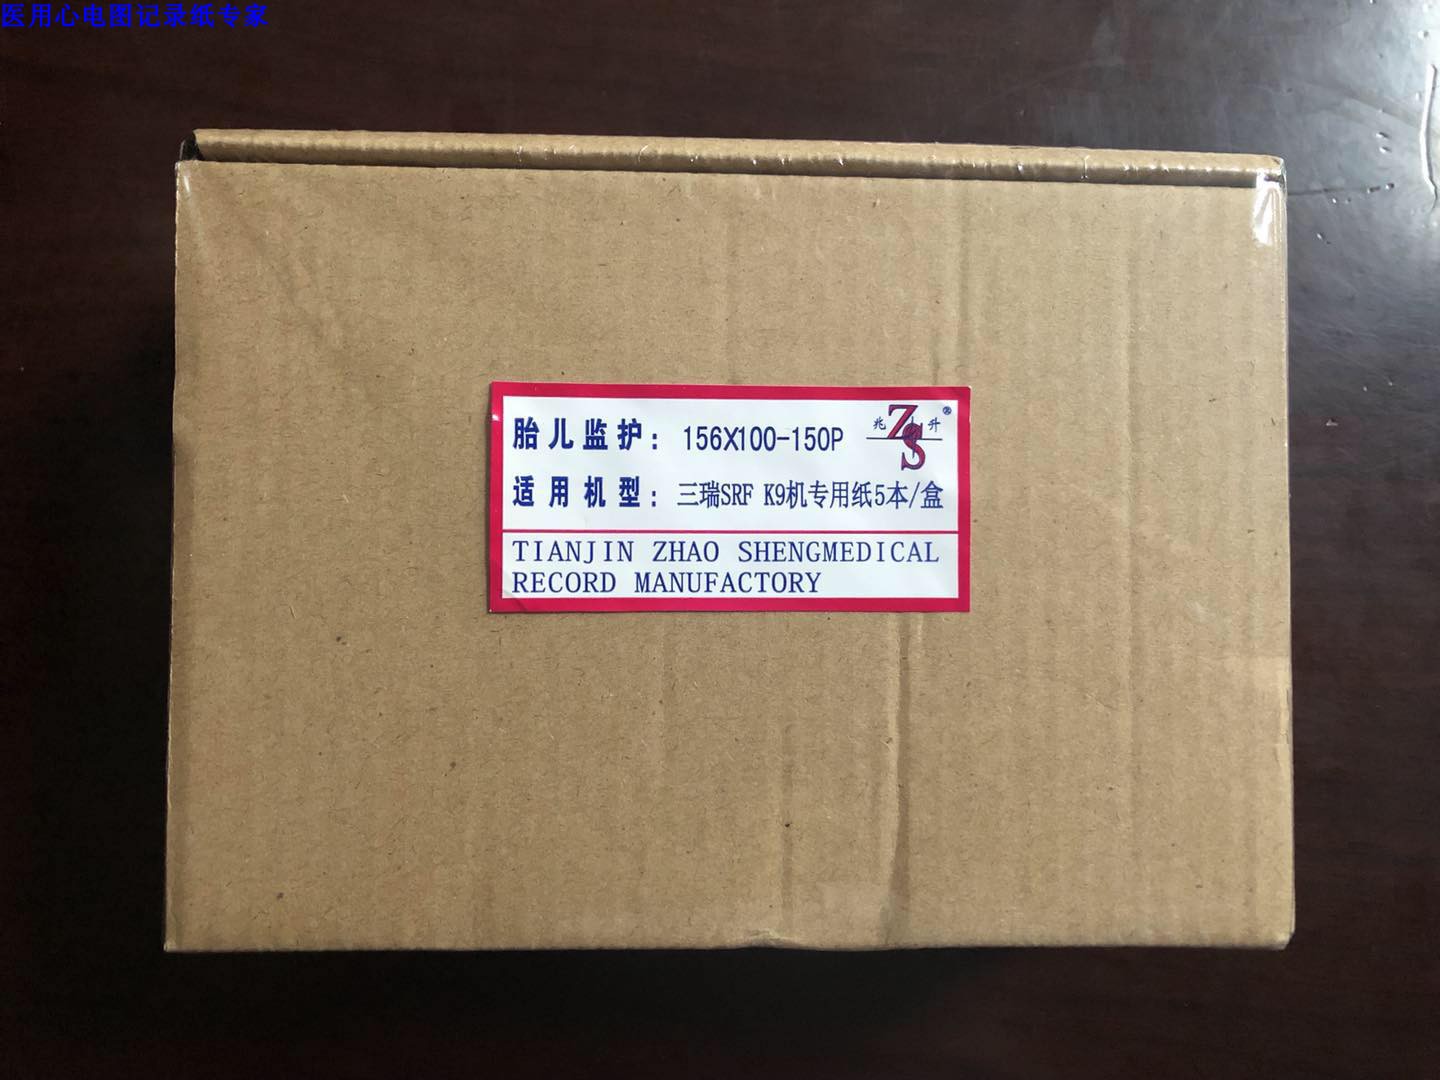 医用心电图记录纸专家
胎儿监护：156X100-150P
兆ZS升®
适用机型：三瑞SRF K9机专用纸5本/盒
TIANJIN ZHAO SHENGMEDICAL
RECORD MANUFACTORY